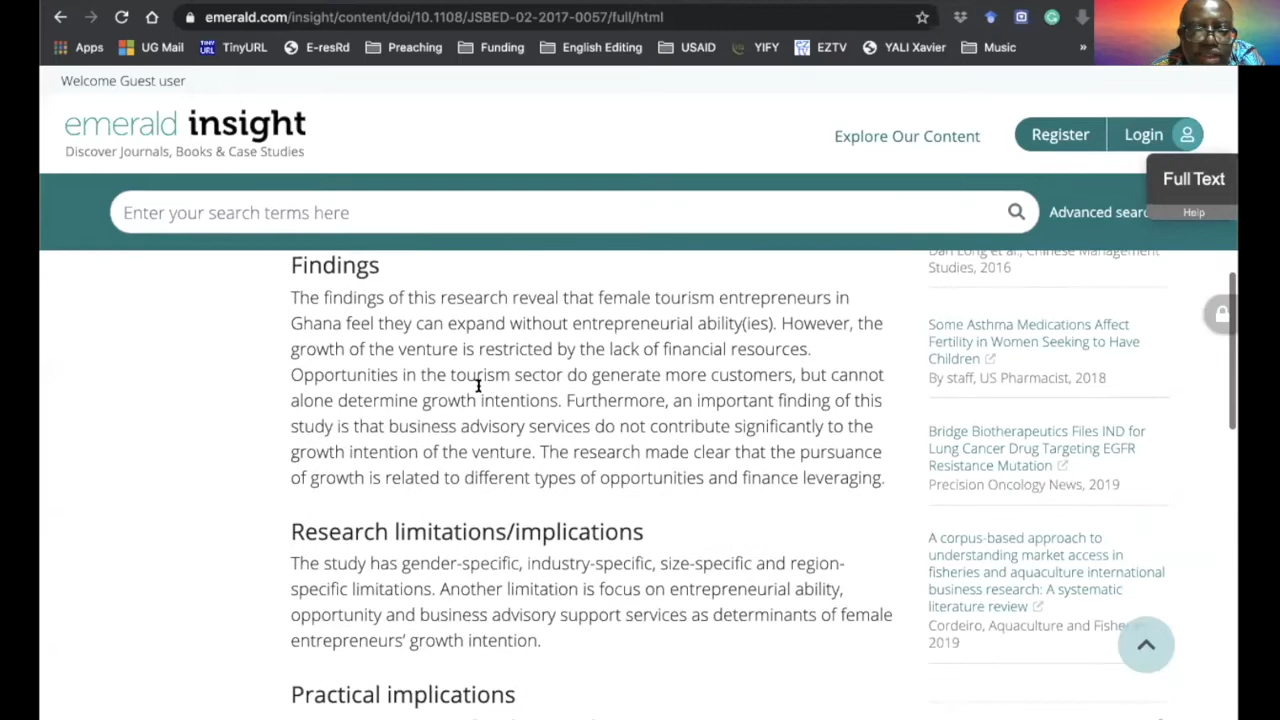 emerald.com/insight/content/doi/10.1108/JSBED-02-2017-0057/full/html
Apps
UG Mail
TINY URL
TinyURL
E-resRd
Preaching
Funding
English Editing
USAID
YIFY
EZTV
YALI Xavier
Music
»
Welcome Guest user
emerald insight
Discover Journals, Books & Case Studies
Explore Our Content
Register
Login
Full Text
Help
Enter your search terms here
Advanced sear
Findings
The findings of this research reveal that female tourism entrepreneurs in
Ghana feel they can expand without entrepreneurial ability(ies). However, the
growth of the venture is restricted by the lack of financial resources.
Opportunities in the tourism sector do generate more customers, but cannot
alone determine growth intentions. Furthermore, an important finding of this
study is that business advisory services do not contribute significantly to the
growth intention of the venture. The research made clear that the pursuance
of growth is related to different types of opportunities and finance leveraging.
Research limitations/implications
The study has gender-specific, industry-specific, size-specific and region-
specific limitations. Another limitation is focus on entrepreneurial ability,
opportunity and business advisory support services as determinants of female
entrepreneurs' growth intention.
Practical implications
Dan Long et al., Chinese Management
Studies, 2016
Some Asthma Medications Affect
Fertility in Women Seeking to Have
Children
By staff, US Pharmacist, 2018
Bridge Biotherapeutics Files IND for
Lung Cancer Drug Targeting EGFR
Resistance Mutation
Precision Oncology News, 2019
A corpus-based approach to
understanding market access in
fisheries and aquaculture international
business research: A systematic
literature review
Cordeiro, Aquaculture and Fishe
2019